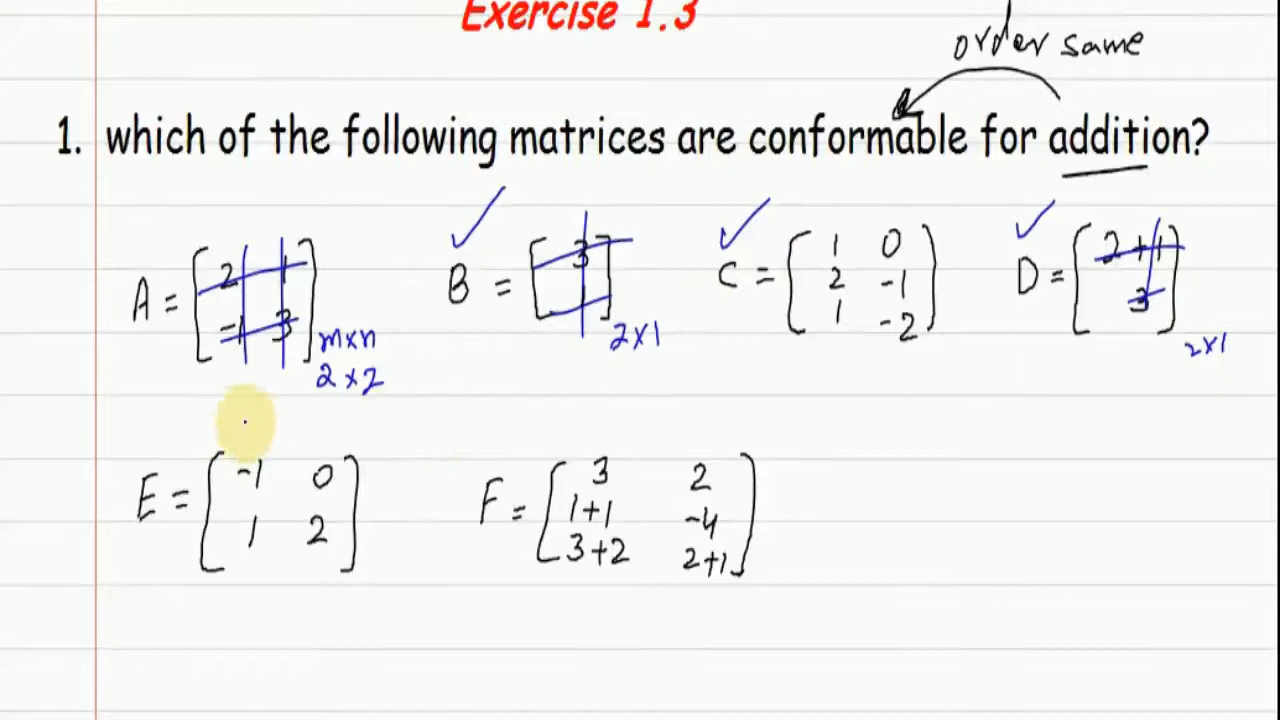 Exercise 1.3
order same
1. which of the following matrices are conformable for addition?
A = [ 2 1
-1 3 ] m×n
2×2
B = [ 3
1 ] 2×1
C = [ 1 0
2 -1
1 -2 ]
D = [ 2+1
3 ] 2×1
E = [ -1 0
1 2 ]
F = [ 3 2
1+1 -4
3+2 2+1 ]